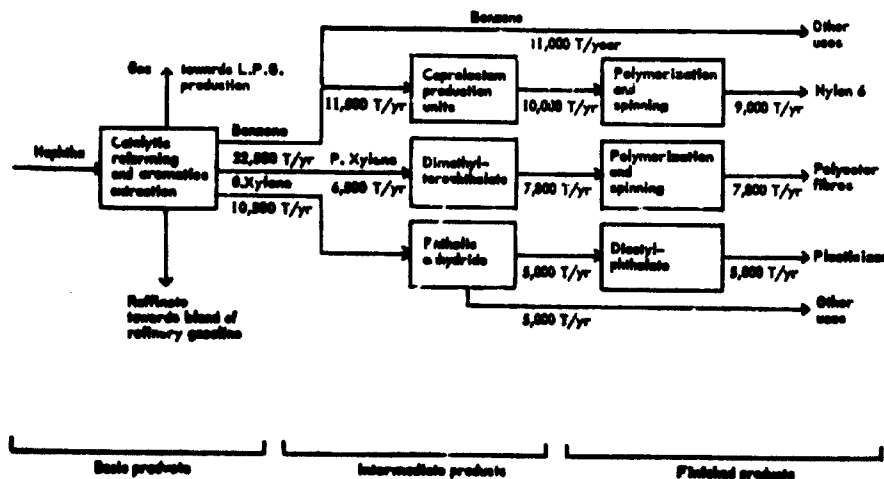 Benzene
11,000 T/year
Other
uses
Gas
towards L.P.G.
production
Caprolactam
production
units
Polymerization
and
spinning
11,000 T/yr
10,000 T/yr
9,000 T/yr
Nylon 6
Benzene
Naphtha
Catalytic
reforming
and aromatics
extraction
22,000 T/yr
P. Xylene
6,800 T/yr
O.Xylene
10,800 T/yr
Dimethyl-
terephthalate
7,800 T/yr
Polymerization
and
spinning
7,800 T/yr
Polyester
fibres
Phthalic
anhydride
5,000 T/yr
Dioctyl-
phthalate
5,000 T/yr
Plasticizer
5,000 T/yr
Other
uses
Raffinate
towards blend of
refinery gasoline
Basic products
Intermediate products
Finished products